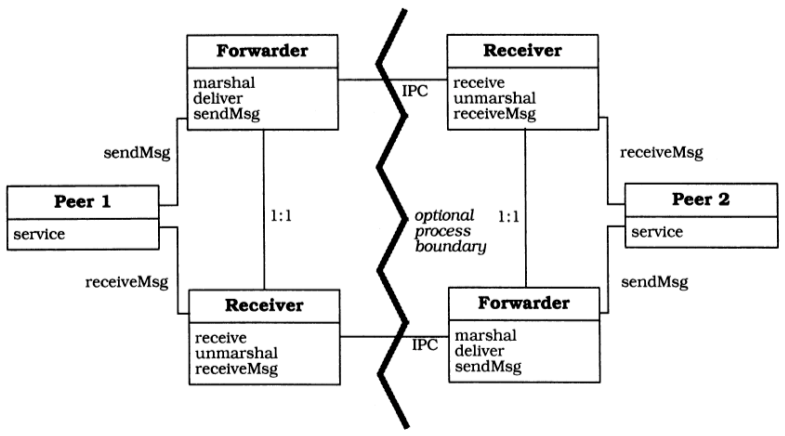 Forwarder
marshal
deliver
sendMsg
Receiver
receive
unmarshal
receiveMsg
IPC
sendMsg
receiveMsg
Peer 1
service
Peer 2
service
1:1
optional
process
boundary
1:1
receiveMsg
sendMsg
Receiver
receive
unmarshal
receiveMsg
Forwarder
marshal
deliver
sendMsg
IPC